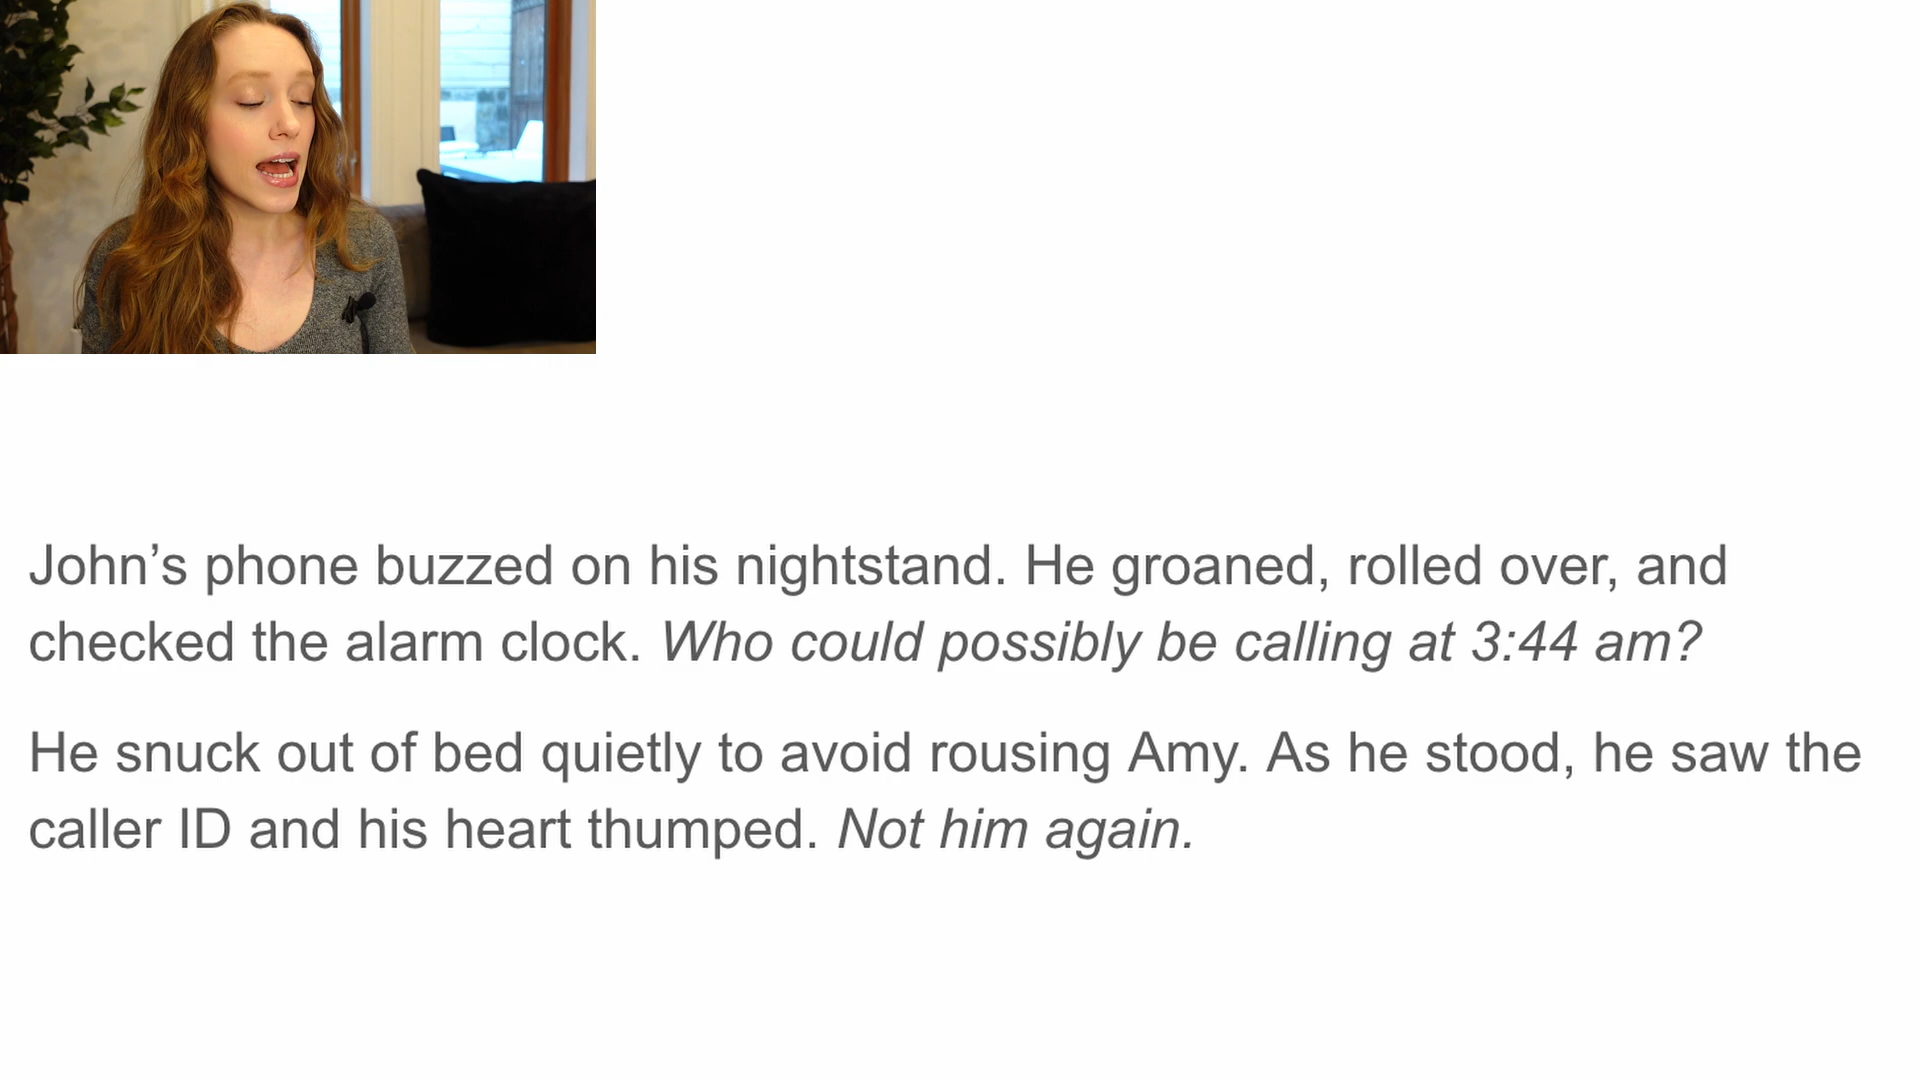 John’s phone buzzed on his nightstand. He groaned, rolled over, and
checked the alarm clock. Who could possibly be calling at 3:44 am?
He snuck out of bed quietly to avoid rousing Amy. As he stood, he saw the
caller ID and his heart thumped. Not him again.